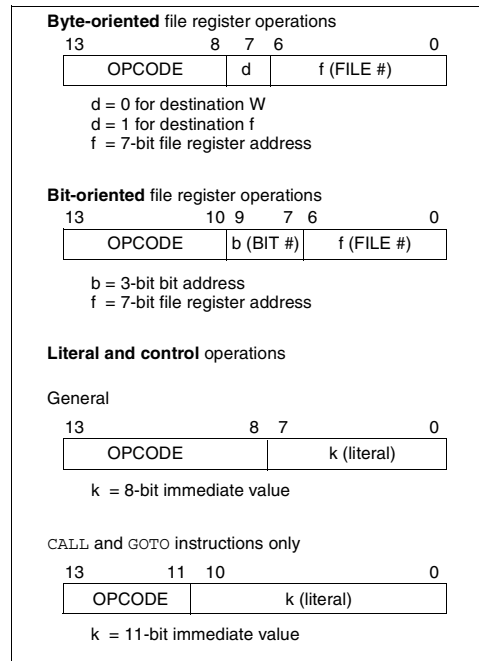 Byte-oriented file register operations
13 8 7 6 0
OPCODE d f (FILE #)
d = 0 for destination W
d = 1 for destination f
f = 7-bit file register address
Bit-oriented file register operations
13 10 9 7 6 0
OPCODE b (BIT #) f (FILE #)
b = 3-bit bit address
f = 7-bit file register address
Literal and control operations
General
13 8 7 0
OPCODE k (literal)
k = 8-bit immediate value
CALL and GOTO instructions only
13 11 10 0
OPCODE k (literal)
k = 11-bit immediate value